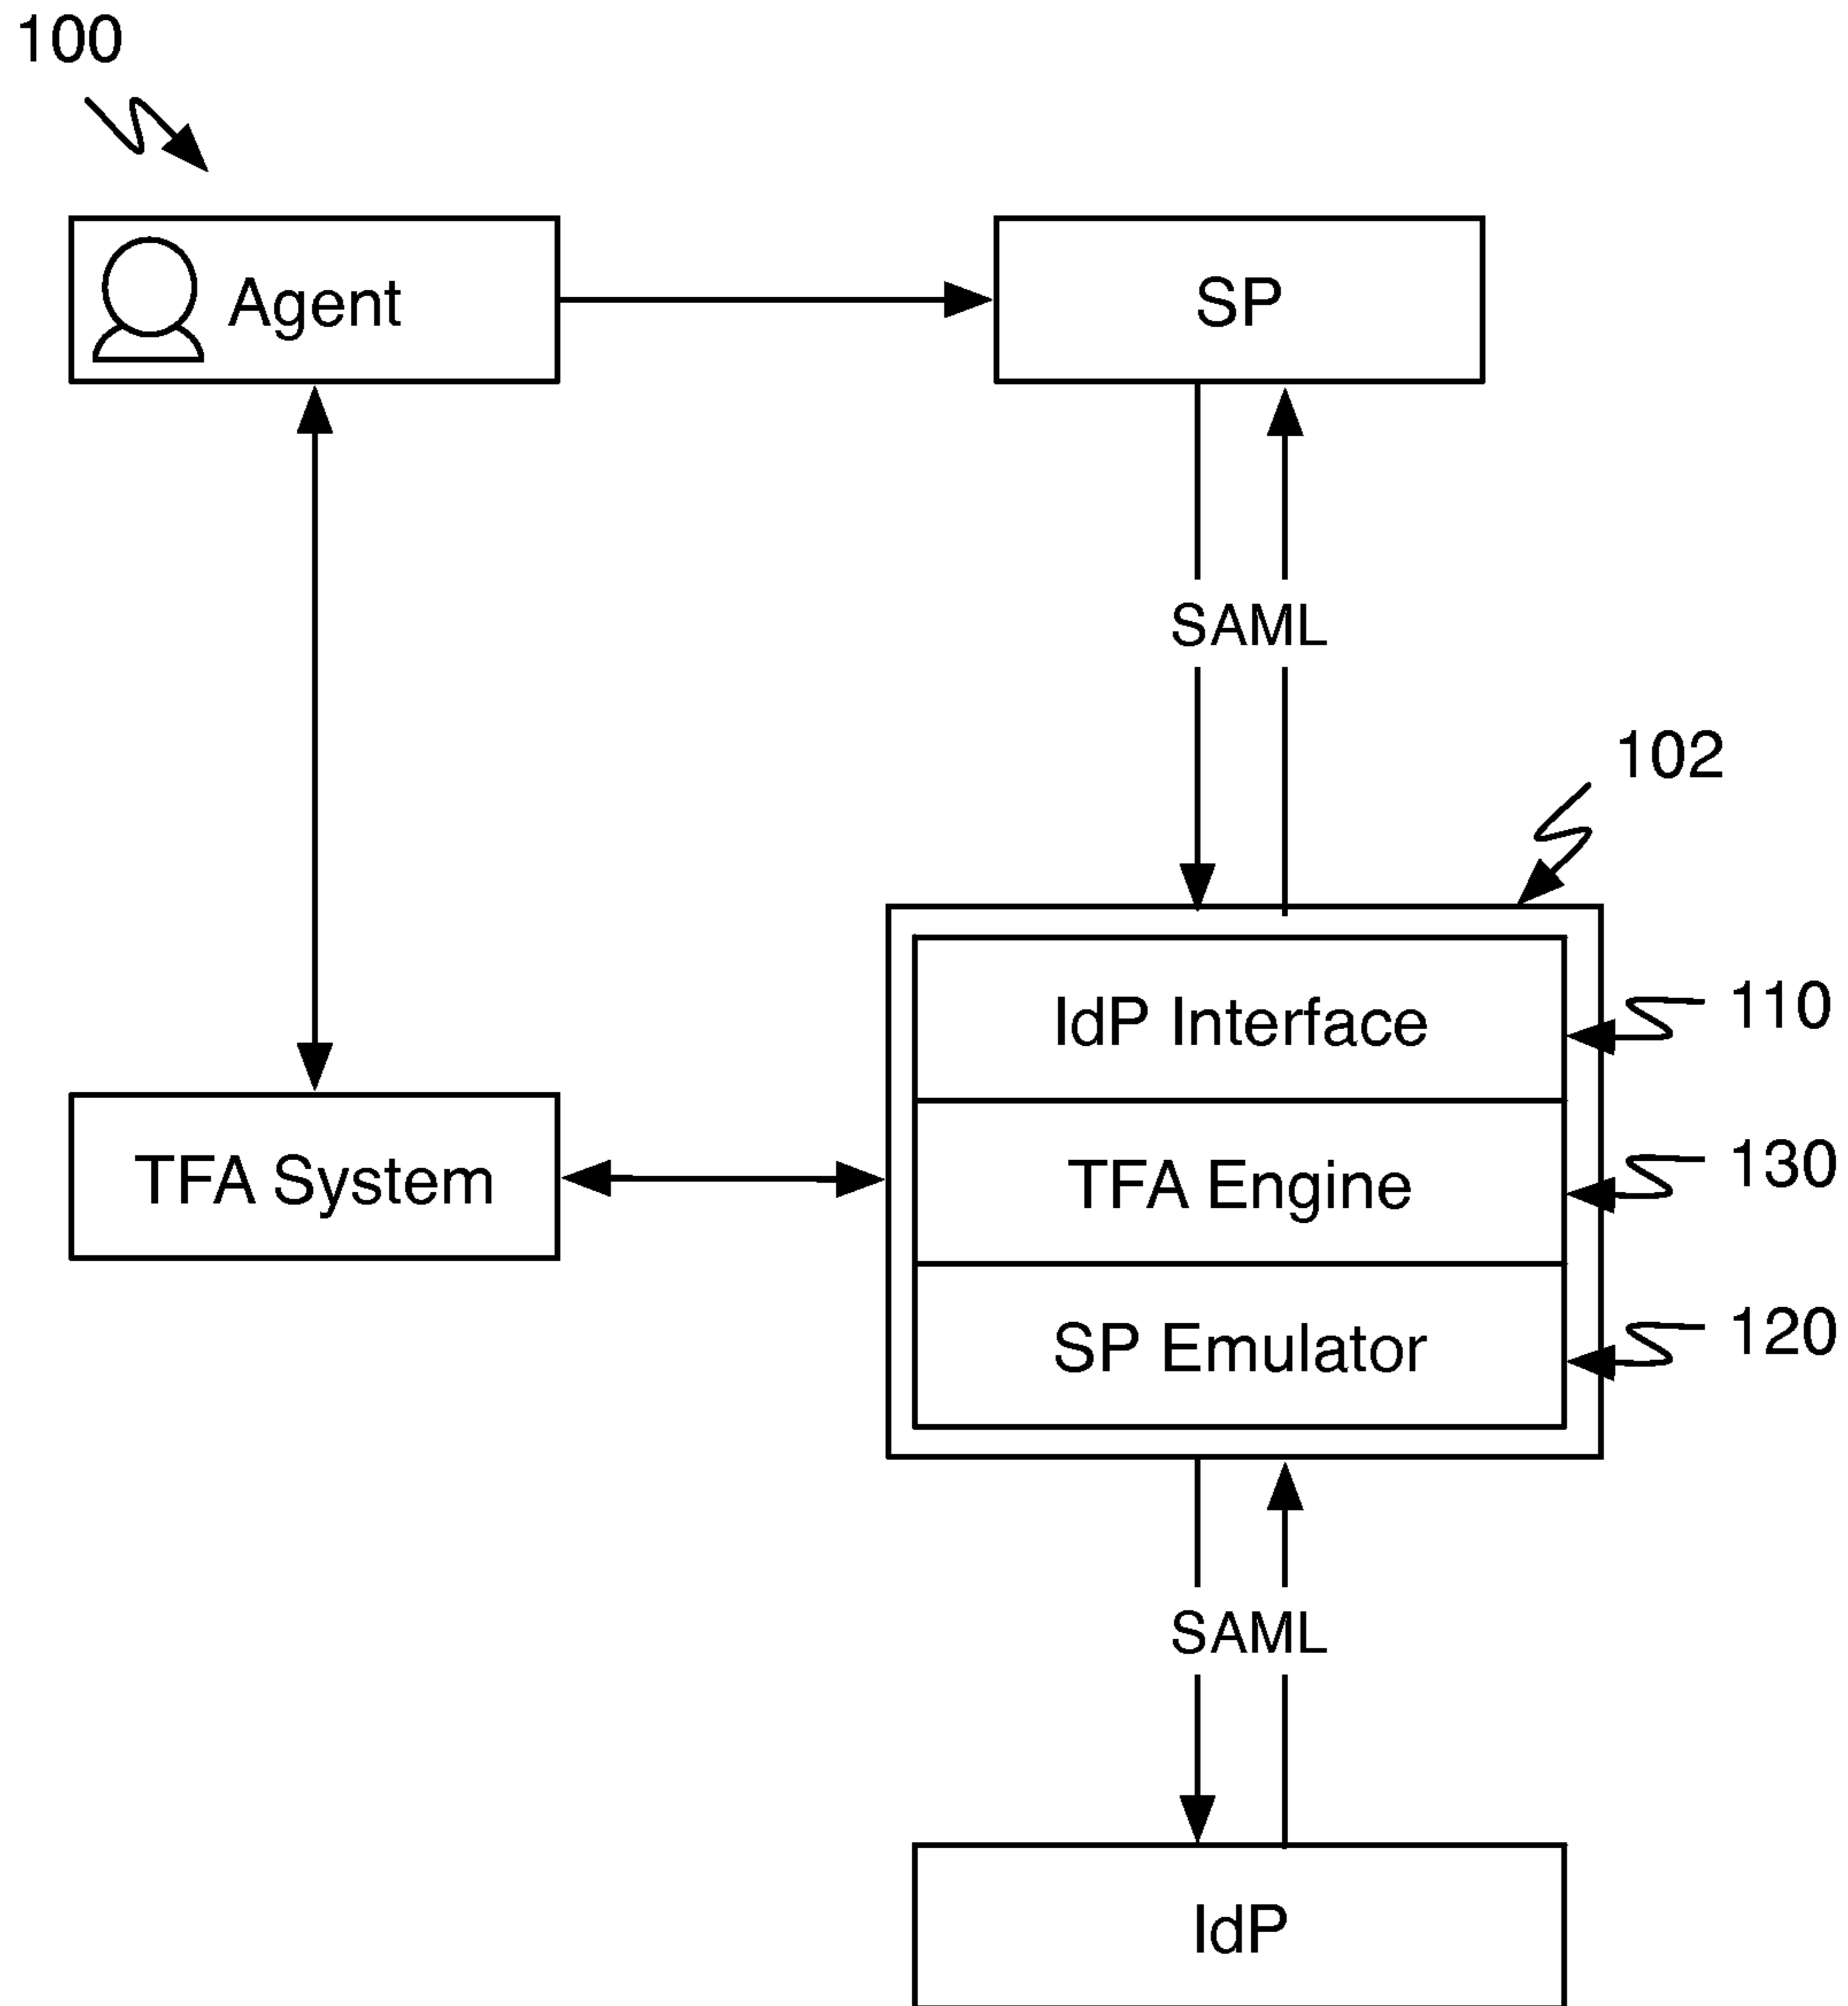 100
Agent
SP
SAML
102
IdP Interface
110
TFA System
TFA Engine
130
SP Emulator
120
SAML
IdP